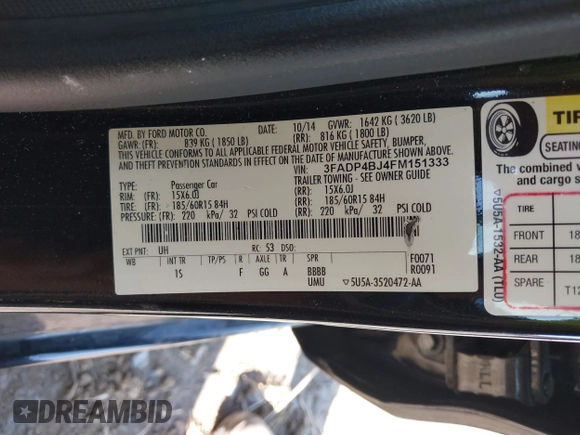 MFD. BY FORD MOTOR CO.
DATE: 10/14 GVWR: 1642 KG ( 3620 LB)
GAWR: (FR): 839 KG ( 1850 LB) (RR): 816 KG ( 1800 LB)
THIS VEHICLE CONFORMS TO ALL APPLICABLE FEDERAL MOTOR VEHICLE SAFETY, BUMPER,
AND THEFT PREVENTION STANDARDS IN EFFECT ON THE DATE OF MANUFACTURE SHOWN ABOVE.
VIN: 3FADP4BJ4FM151333
TYPE: Passenger Car TRAILER TOWING - SEE OWNER GUIDE
RIM: (FR): 15X6.0J (RR): 15X6.0J
TIRES: (FR): 185/60R15 84H (RR): 185/60R15 84H
PRESSURE: (FR): 220 kPa/ 32 PSI COLD (RR): 220 kPa/ 32 PSI COLD
EXT PNT: UH RC: 53 DSO:
WB INT TR TP/PS R AXLE TR SPR
1S F GG A BBBB
UMU
F0071
R0091
▽5U5A-3520472-AA
TIR
SEATING
The combined
and cargo s
▽5U5A-1532-AA (TLU)
TIRE
FRONT 18
REAR 18
SPARE T12
PULL
DREAMBID